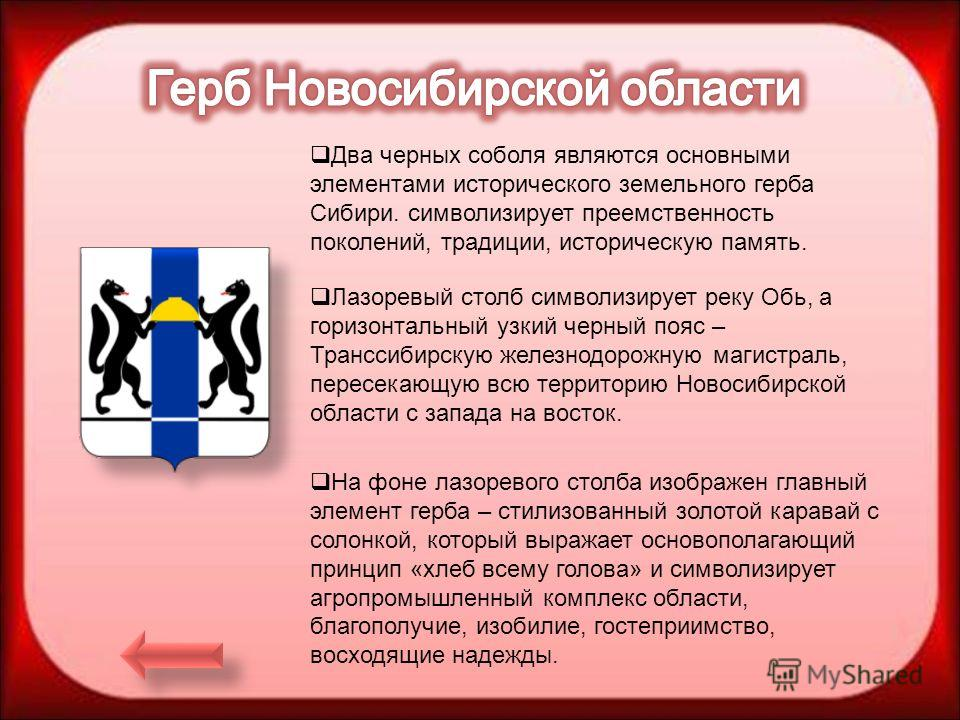 Герб Новосибирской области
❑Два черных соболя являются основными
элементами исторического земельного герба
Сибири. символизирует преемственность
поколений, традиции, историческую память.
❑Лазоревый столб символизирует реку Обь, а
горизонтальный узкий черный пояс –
Транссибирскую железнодорожную магистраль,
пересекающую всю территорию Новосибирской
области с запада на восток.
❑На фоне лазоревого столба изображен главный
элемент герба – стилизованный золотой каравай с
солонкой, который выражает основополагающий
принцип «хлеб всему голова» и символизирует
агропромышленный комплекс области,
благополучие, изобилие, гостеприимство,
восходящие надежды.
MyShared